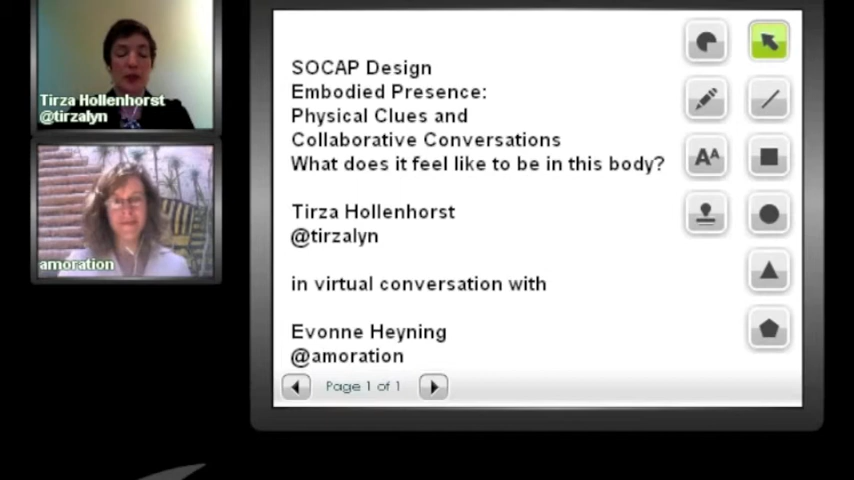 Tirza Hollenhorst
@tirzalyn
amoration
SOCAP Design
Embodied Presence:
Physical Clues and
Collaborative Conversations
What does it feel like to be in this body?
Tirza Hollenhorst
@tirzalyn
in virtual conversation with
Evonne Heyning
@amoration
Page 1 of 1
AA